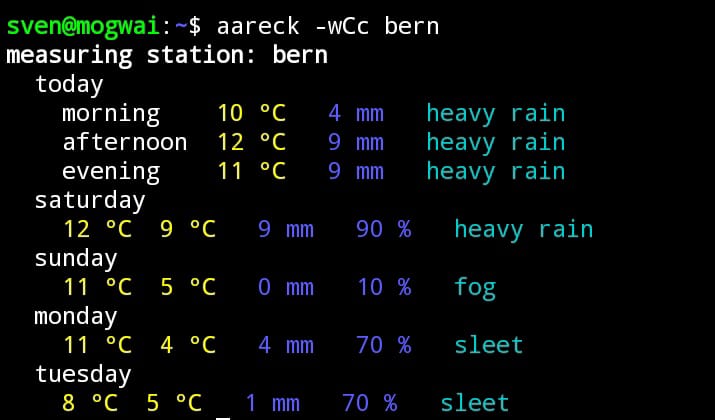 sven@mogwai:~$ aareck -wCc bern
measuring station: bern
today
morning 10 °C 4 mm heavy rain
afternoon 12 °C 9 mm heavy rain
evening 11 °C 9 mm heavy rain
saturday
12 °C 9 °C 9 mm 90 % heavy rain
sunday
11 °C 5 °C 0 mm 10 % fog
monday
11 °C 4 °C 4 mm 70 % sleet
tuesday
8 °C 5 °C 1 mm 70 % sleet